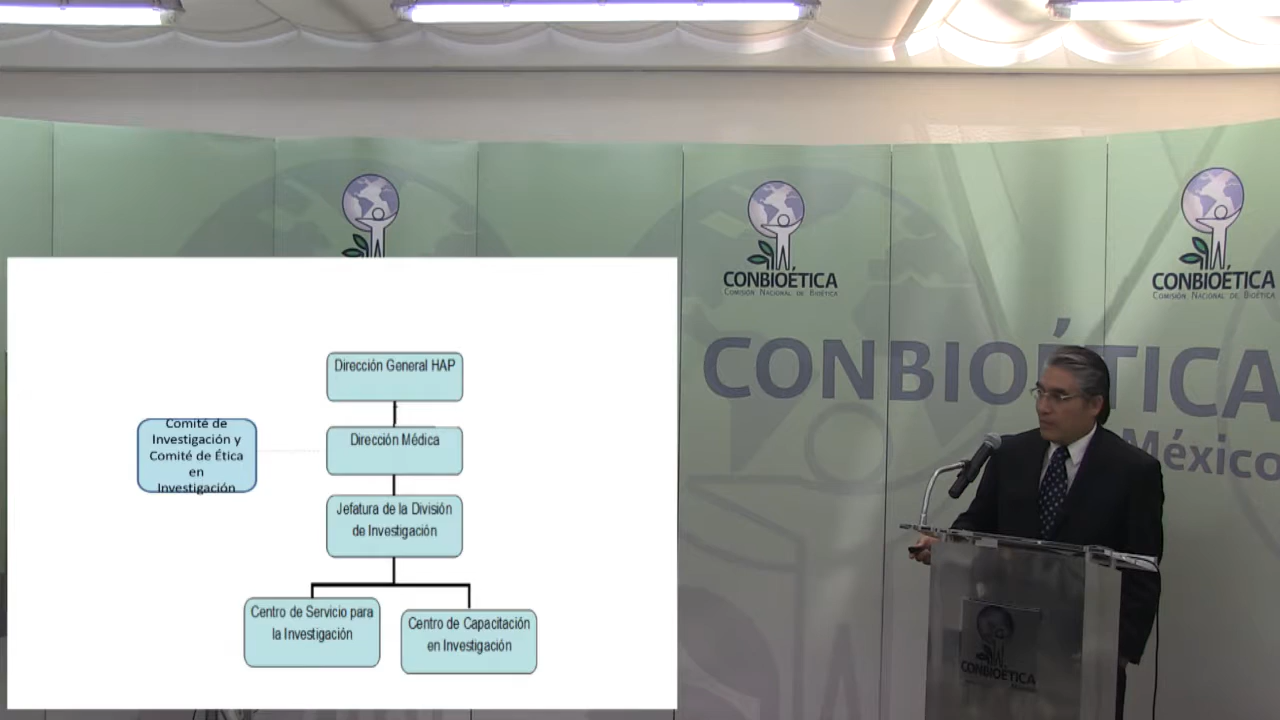 CONBIOÉTICA
COMISIÓN NACIONAL DE BIOÉTICA
CONBIOÉTICA
COMISIÓN NACIONAL DE BIOÉTICA
CONBIOÉTICA
México
Dirección General HAP
Comité de
Investigación y
Comité de Ética
en
Investigación
Dirección Médica
Jefatura de la División
de Investigación
Centro de Servicio para
la Investigación
Centro de Capacitación
en Investigación
CONBIOÉTICA